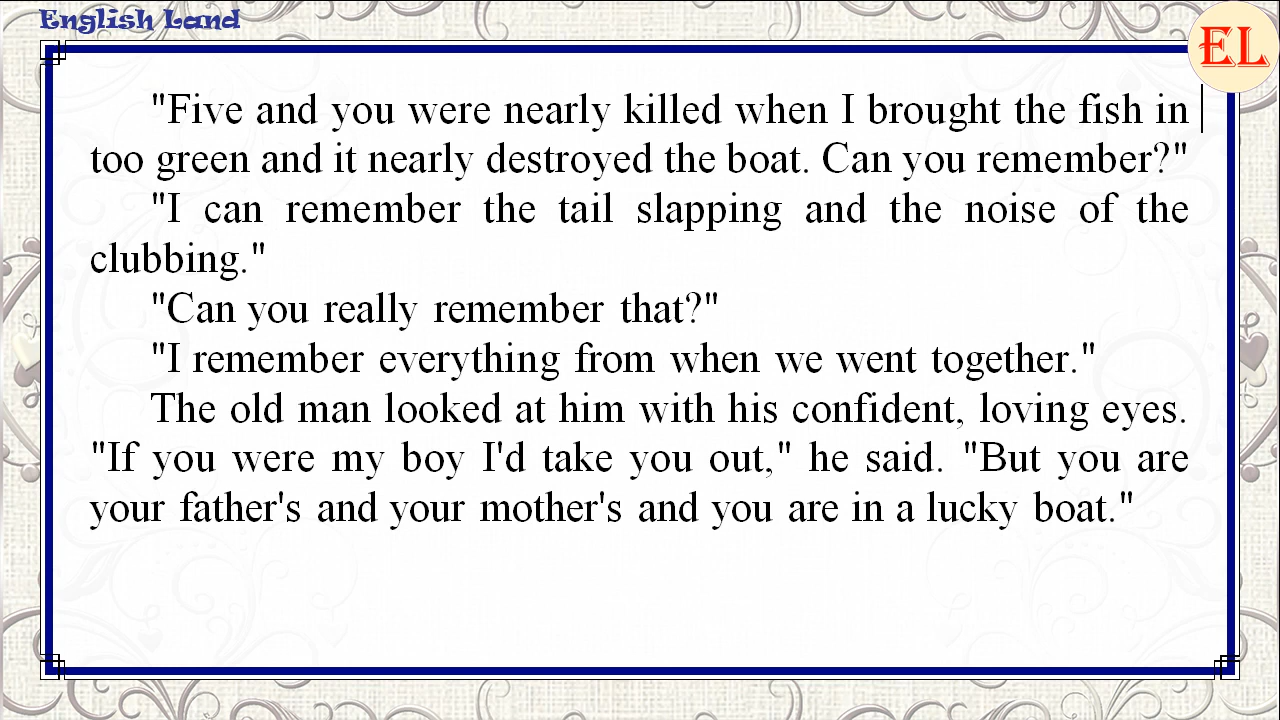 English Land
EL
"Five and you were nearly killed when I brought the fish in
too green and it nearly destroyed the boat. Can you remember?"
"I can remember the tail slapping and the noise of the
clubbing."
"Can you really remember that?"
"I remember everything from when we went together."
The old man looked at him with his confident, loving eyes.
"If you were my boy I'd take you out," he said. "But you are
your father's and your mother's and you are in a lucky boat."